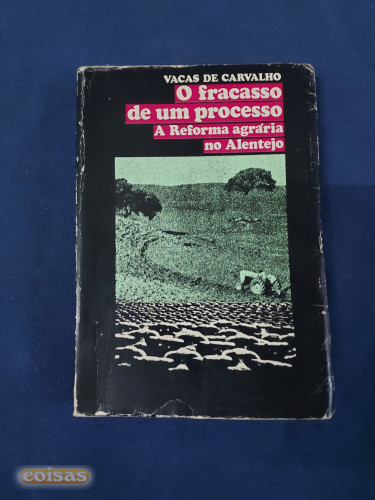 VACAS DE CARVALHO
O fracasso
de um processo
A Reforma agrária
no Alentejo
coisas